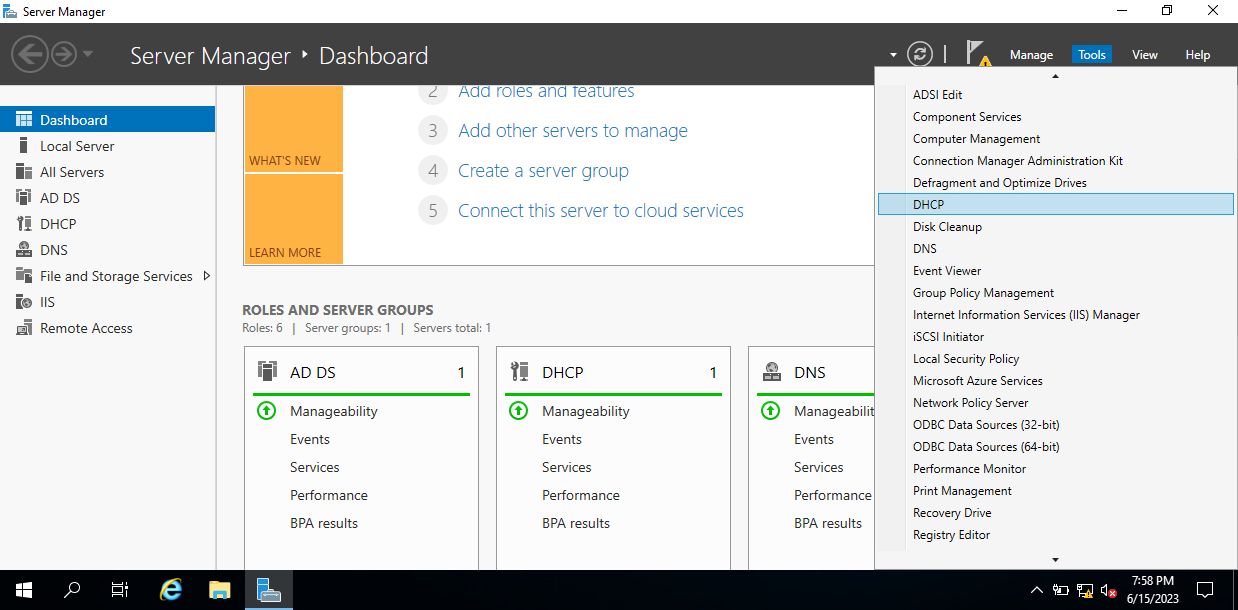 Server Manager
Server Manager ‣ Dashboard
Manage Tools View Help
Dashboard
Local Server
All Servers
AD DS
DHCP
DNS
File and Storage Services
IIS
Remote Access
WHAT'S NEW
LEARN MORE
2 Add roles and features
3 Add other servers to manage
4 Create a server group
5 Connect this server to cloud services
ROLES AND SERVER GROUPS
Roles: 6 | Server groups: 1 | Servers total: 1
AD DS 1
Manageability
Events
Services
Performance
BPA results
DHCP 1
Manageability
Events
Services
Performance
BPA results
DNS
Manageabilit
Events
Services
Performance
BPA results
ADSI Edit
Component Services
Computer Management
Connection Manager Administration Kit
Defragment and Optimize Drives
DHCP
Disk Cleanup
DNS
Event Viewer
Group Policy Management
Internet Information Services (IIS) Manager
iSCSI Initiator
Local Security Policy
Microsoft Azure Services
Network Policy Server
ODBC Data Sources (32-bit)
ODBC Data Sources (64-bit)
Performance Monitor
Print Management
Recovery Drive
Registry Editor
7:58 PM
6/15/2023